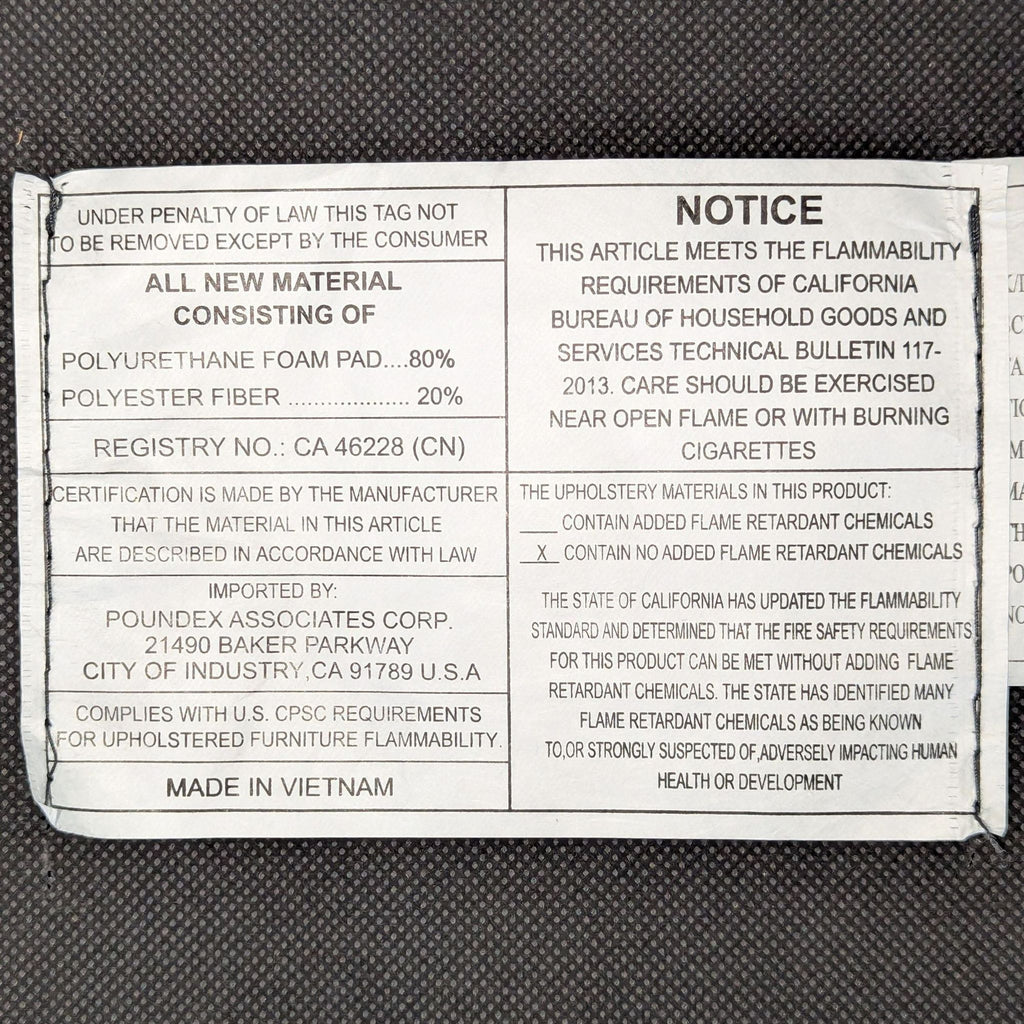 UNDER PENALTY OF LAW THIS TAG NOT
TO BE REMOVED EXCEPT BY THE CONSUMER
ALL NEW MATERIAL
CONSISTING OF
POLYURETHANE FOAM PAD....80%
POLYESTER FIBER .................... 20%
REGISTRY NO.: CA 46228 (CN)
CERTIFICATION IS MADE BY THE MANUFACTURER
THAT THE MATERIAL IN THIS ARTICLE
ARE DESCRIBED IN ACCORDANCE WITH LAW
IMPORTED BY:
POUNDEX ASSOCIATES CORP.
21490 BAKER PARKWAY
CITY OF INDUSTRY,CA 91789 U.S.A
COMPLIES WITH U.S. CPSC REQUIREMENTS
FOR UPHOLSTERED FURNITURE FLAMMABILITY.
MADE IN VIETNAM
NOTICE
THIS ARTICLE MEETS THE FLAMMABILITY
REQUIREMENTS OF CALIFORNIA
BUREAU OF HOUSEHOLD GOODS AND
SERVICES TECHNICAL BULLETIN 117-
2013. CARE SHOULD BE EXERCISED
NEAR OPEN FLAME OR WITH BURNING
CIGARETTES
THE UPHOLSTERY MATERIALS IN THIS PRODUCT:
____ CONTAIN ADDED FLAME RETARDANT CHEMICALS
__X__ CONTAIN NO ADDED FLAME RETARDANT CHEMICALS
THE STATE OF CALIFORNIA HAS UPDATED THE FLAMMABILITY
STANDARD AND DETERMINED THAT THE FIRE SAFETY REQUIREMENTS
FOR THIS PRODUCT CAN BE MET WITHOUT ADDING FLAME
RETARDANT CHEMICALS. THE STATE HAS IDENTIFIED MANY
FLAME RETARDANT CHEMICALS AS BEING KNOWN
TO,OR STRONGLY SUSPECTED OF,ADVERSELY IMPACTING HUMAN
HEALTH OR DEVELOPMENT